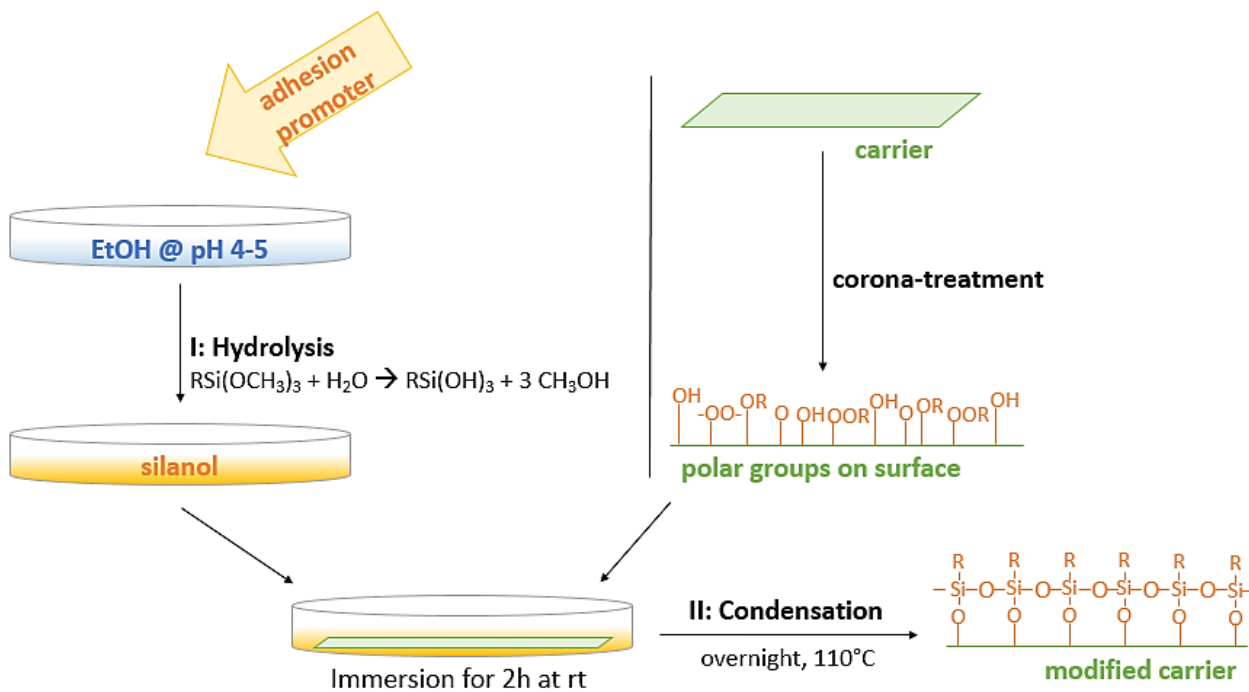 adhesion
promoter
EtOH @ pH 4-5
I: Hydrolysis
RSi(OCH₃)₃ + H₂O → RSi(OH)₃ + 3 CH₃OH
silanol
carrier
corona-treatment
OH -OO- OR O OH OOR OH O OR OOR OH
polar groups on surface
Immersion for 2h at rt
II: Condensation
overnight, 110°C
R R R R R R
–Si–O–Si–O–Si–O–Si–O–Si–O–Si–
O O O O O O
modified carrier